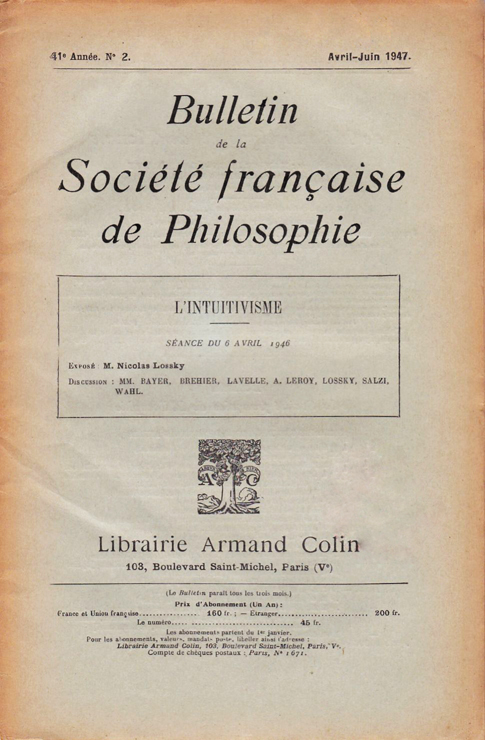 41e Année. N° 2. Avril-Juin 1947.
Bulletin
de la
Société française
de Philosophie
L'INTUITIVISME
SÉANCE DU 6 AVRIL 1946
Exposé : M. Nicolas Lossky
Discussion : MM. BAYER, BREHIER, LAVELLE, A. LEROY, LOSSKY, SALZI,
WAHL.
A C
Librairie Armand Colin
103, Boulevard Saint-Michel, Paris (Ve)
(Le Bulletin paraît tous les trois mois.)
Prix d'Abonnement (Un An) :
France et Union française............... 160 fr. ; — Etranger........................ 200 fr.
Le numéro................................. 45 fr.
Les abonnements partent du 1er janvier.
Pour les abonnements, valeurs, mandats poste, libeller ainsi l'adresse :
Librairie Armand Colin, 103, Boulevard Saint-Michel, Paris, Ve.
Compte de chèques postaux : Paris, N° 1671.